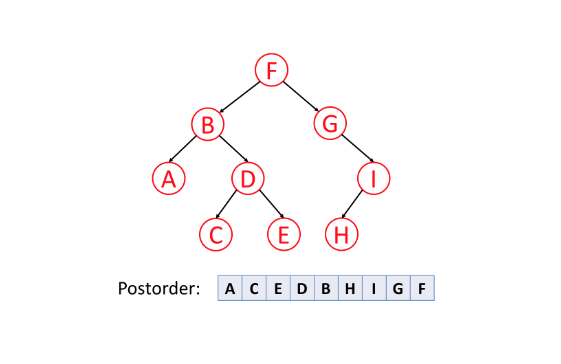 F
B G
A D I
C E H
Postorder: A C E D B H I G F